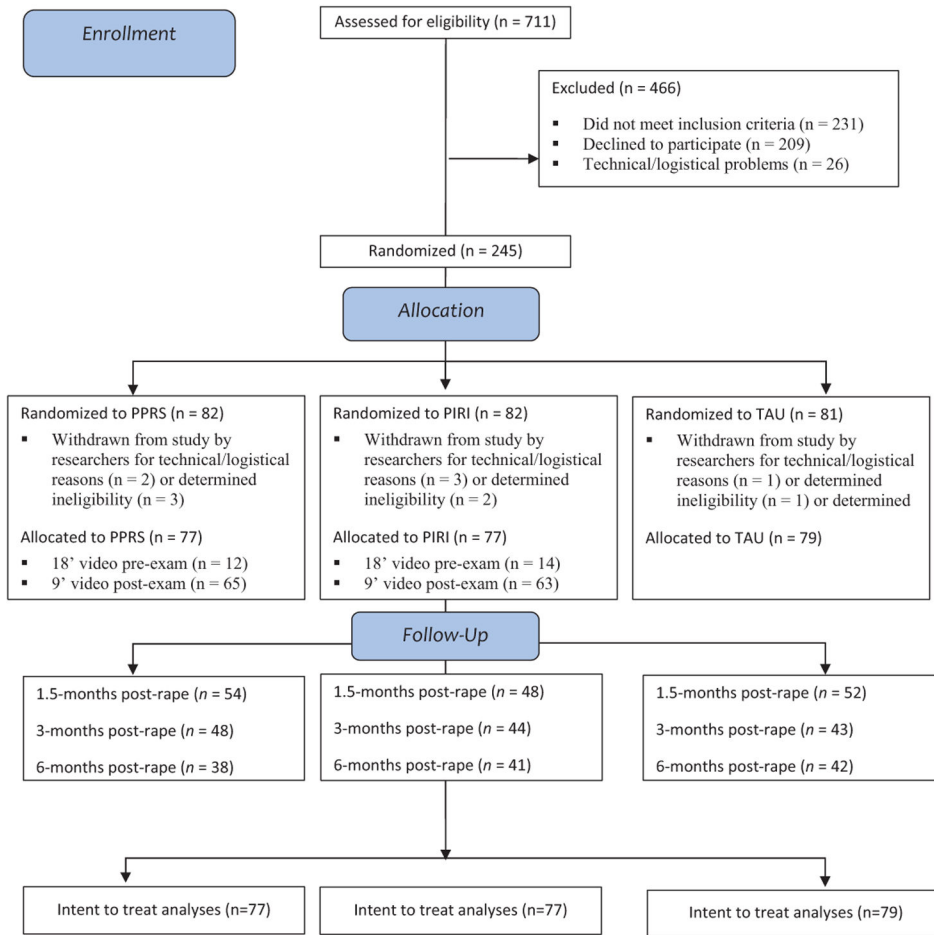 Enrollment
Assessed for eligibility (n = 711)
Excluded (n = 466)
▪ Did not meet inclusion criteria (n = 231)
▪ Declined to participate (n = 209)
▪ Technical/logistical problems (n = 26)
Randomized (n = 245)
Allocation
Randomized to PPRS (n = 82)
▪ Withdrawn from study by
researchers for technical/logistical
reasons (n = 2) or determined
ineligibility (n = 3)
Allocated to PPRS (n = 77)
▪ 18’ video pre-exam (n = 12)
▪ 9’ video post-exam (n = 65)
Randomized to PIRI (n = 82)
▪ Withdrawn from study by
researchers for technical/logistical
reasons (n = 3) or determined
ineligibility (n = 2)
Allocated to PIRI (n = 77)
▪ 18’ video pre-exam (n = 14)
▪ 9’ video post-exam (n = 63)
Randomized to TAU (n = 81)
▪ Withdrawn from study by
researchers for technical/logistical
reasons (n = 1) or determined
ineligibility (n = 1) or determined
Allocated to TAU (n = 79)
Follow-Up
1.5-months post-rape (n = 54)
3-months post-rape (n = 48)
6-months post-rape (n = 38)
1.5-months post-rape (n = 48)
3-months post-rape (n = 44)
6-months post-rape (n = 41)
1.5-months post-rape (n = 52)
3-months post-rape (n = 43)
6-months post-rape (n = 42)
Intent to treat analyses (n=77)
Intent to treat analyses (n=77)
Intent to treat analyses (n=79)